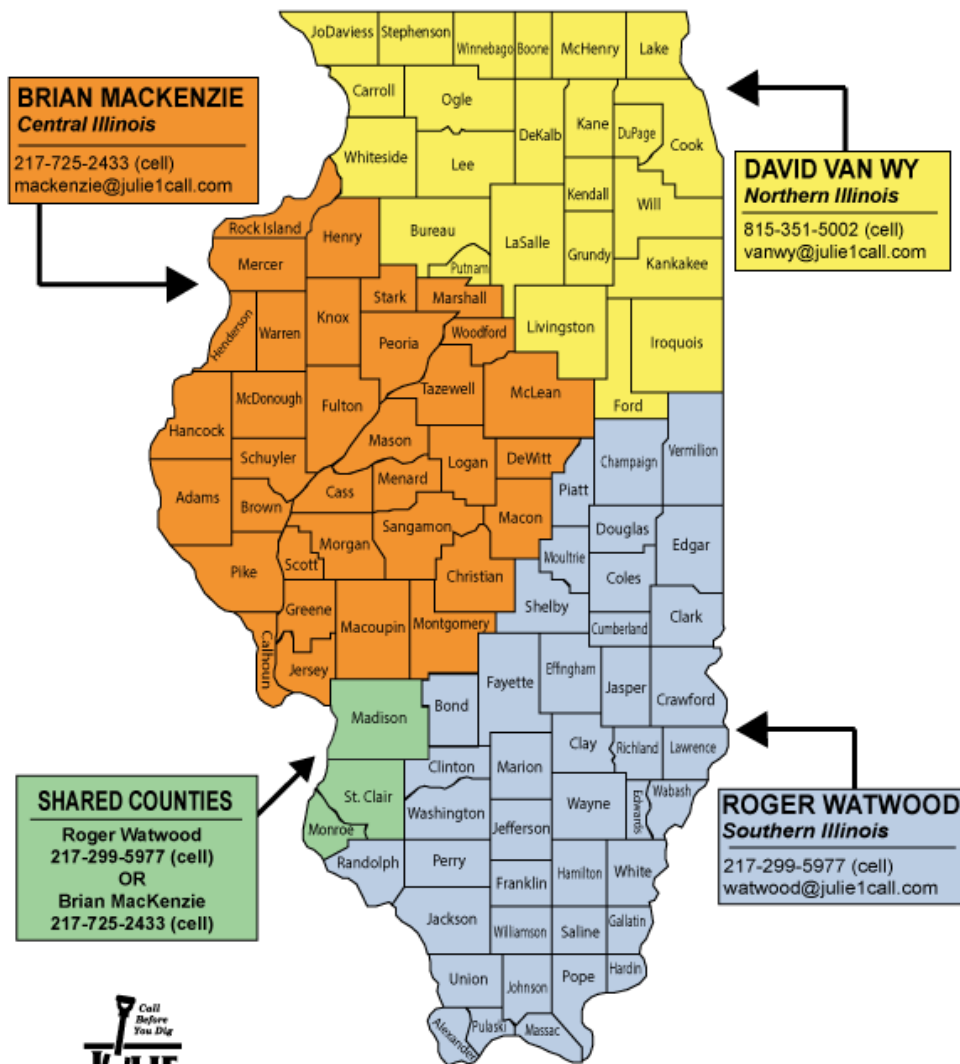 JoDaviess
Stephenson
Winnebago
Boone
McHenry
Lake
BRIAN MACKENZIE
Central Illinois
217-725-2433 (cell)
mackenzie@julie1call.com
Carroll
Ogle
DeKalb
Kane
DuPage
Cook
Whiteside
Lee
Kendall
Will
DAVID VAN WY
Northern Illinois
815-351-5002 (cell)
vanwy@julie1call.com
Rock Island
Henry
Bureau
Putnam
LaSalle
Grundy
Kankakee
Mercer
Stark
Marshall
Henderson
Warren
Knox
Peoria
Woodford
Livingston
Iroquois
Hancock
McDonough
Fulton
Tazewell
McLean
Ford
Schuyler
Mason
Logan
DeWitt
Piatt
Champaign
Vermillion
Adams
Brown
Cass
Menard
Macon
Douglas
Edgar
Pike
Scott
Morgan
Sangamon
Christian
Moultrie
Coles
Shelby
Cumberland
Clark
Calhoun
Greene
Jersey
Macoupin
Montgomery
Fayette
Effingham
Jasper
Crawford
Madison
Bond
Clay
Richland
Lawrence
Clinton
Marion
Wayne
Edwards
Wabash
SHARED COUNTIES
Roger Watwood
217-299-5977 (cell)
OR
Brian MacKenzie
217-725-2433 (cell)
St. Clair
Monroe
Washington
Jefferson
ROGER WATWOOD
Southern Illinois
217-299-5977 (cell)
watwood@julie1call.com
Randolph
Perry
Franklin
Hamilton
White
Jackson
Williamson
Saline
Gallatin
Union
Johnson
Pope
Hardin
Alexander
Pulaski
Massac
Call
Before
You Dig